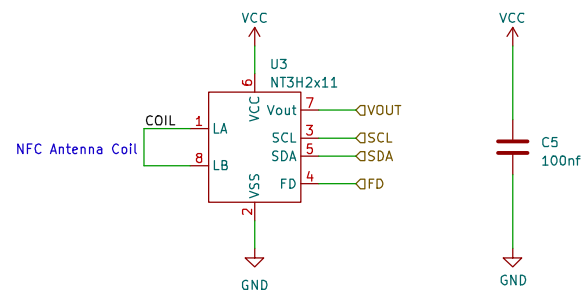 VCC
VCC
U3
NT3H2x11
6
VCC
Vout
7
VOUT
COIL
1
LA
SCL
3
SCL
C5
NFC Antenna Coil
SDA
5
SDA
100nf
8
LB
VSS
FD
4
FD
2
GND
GND